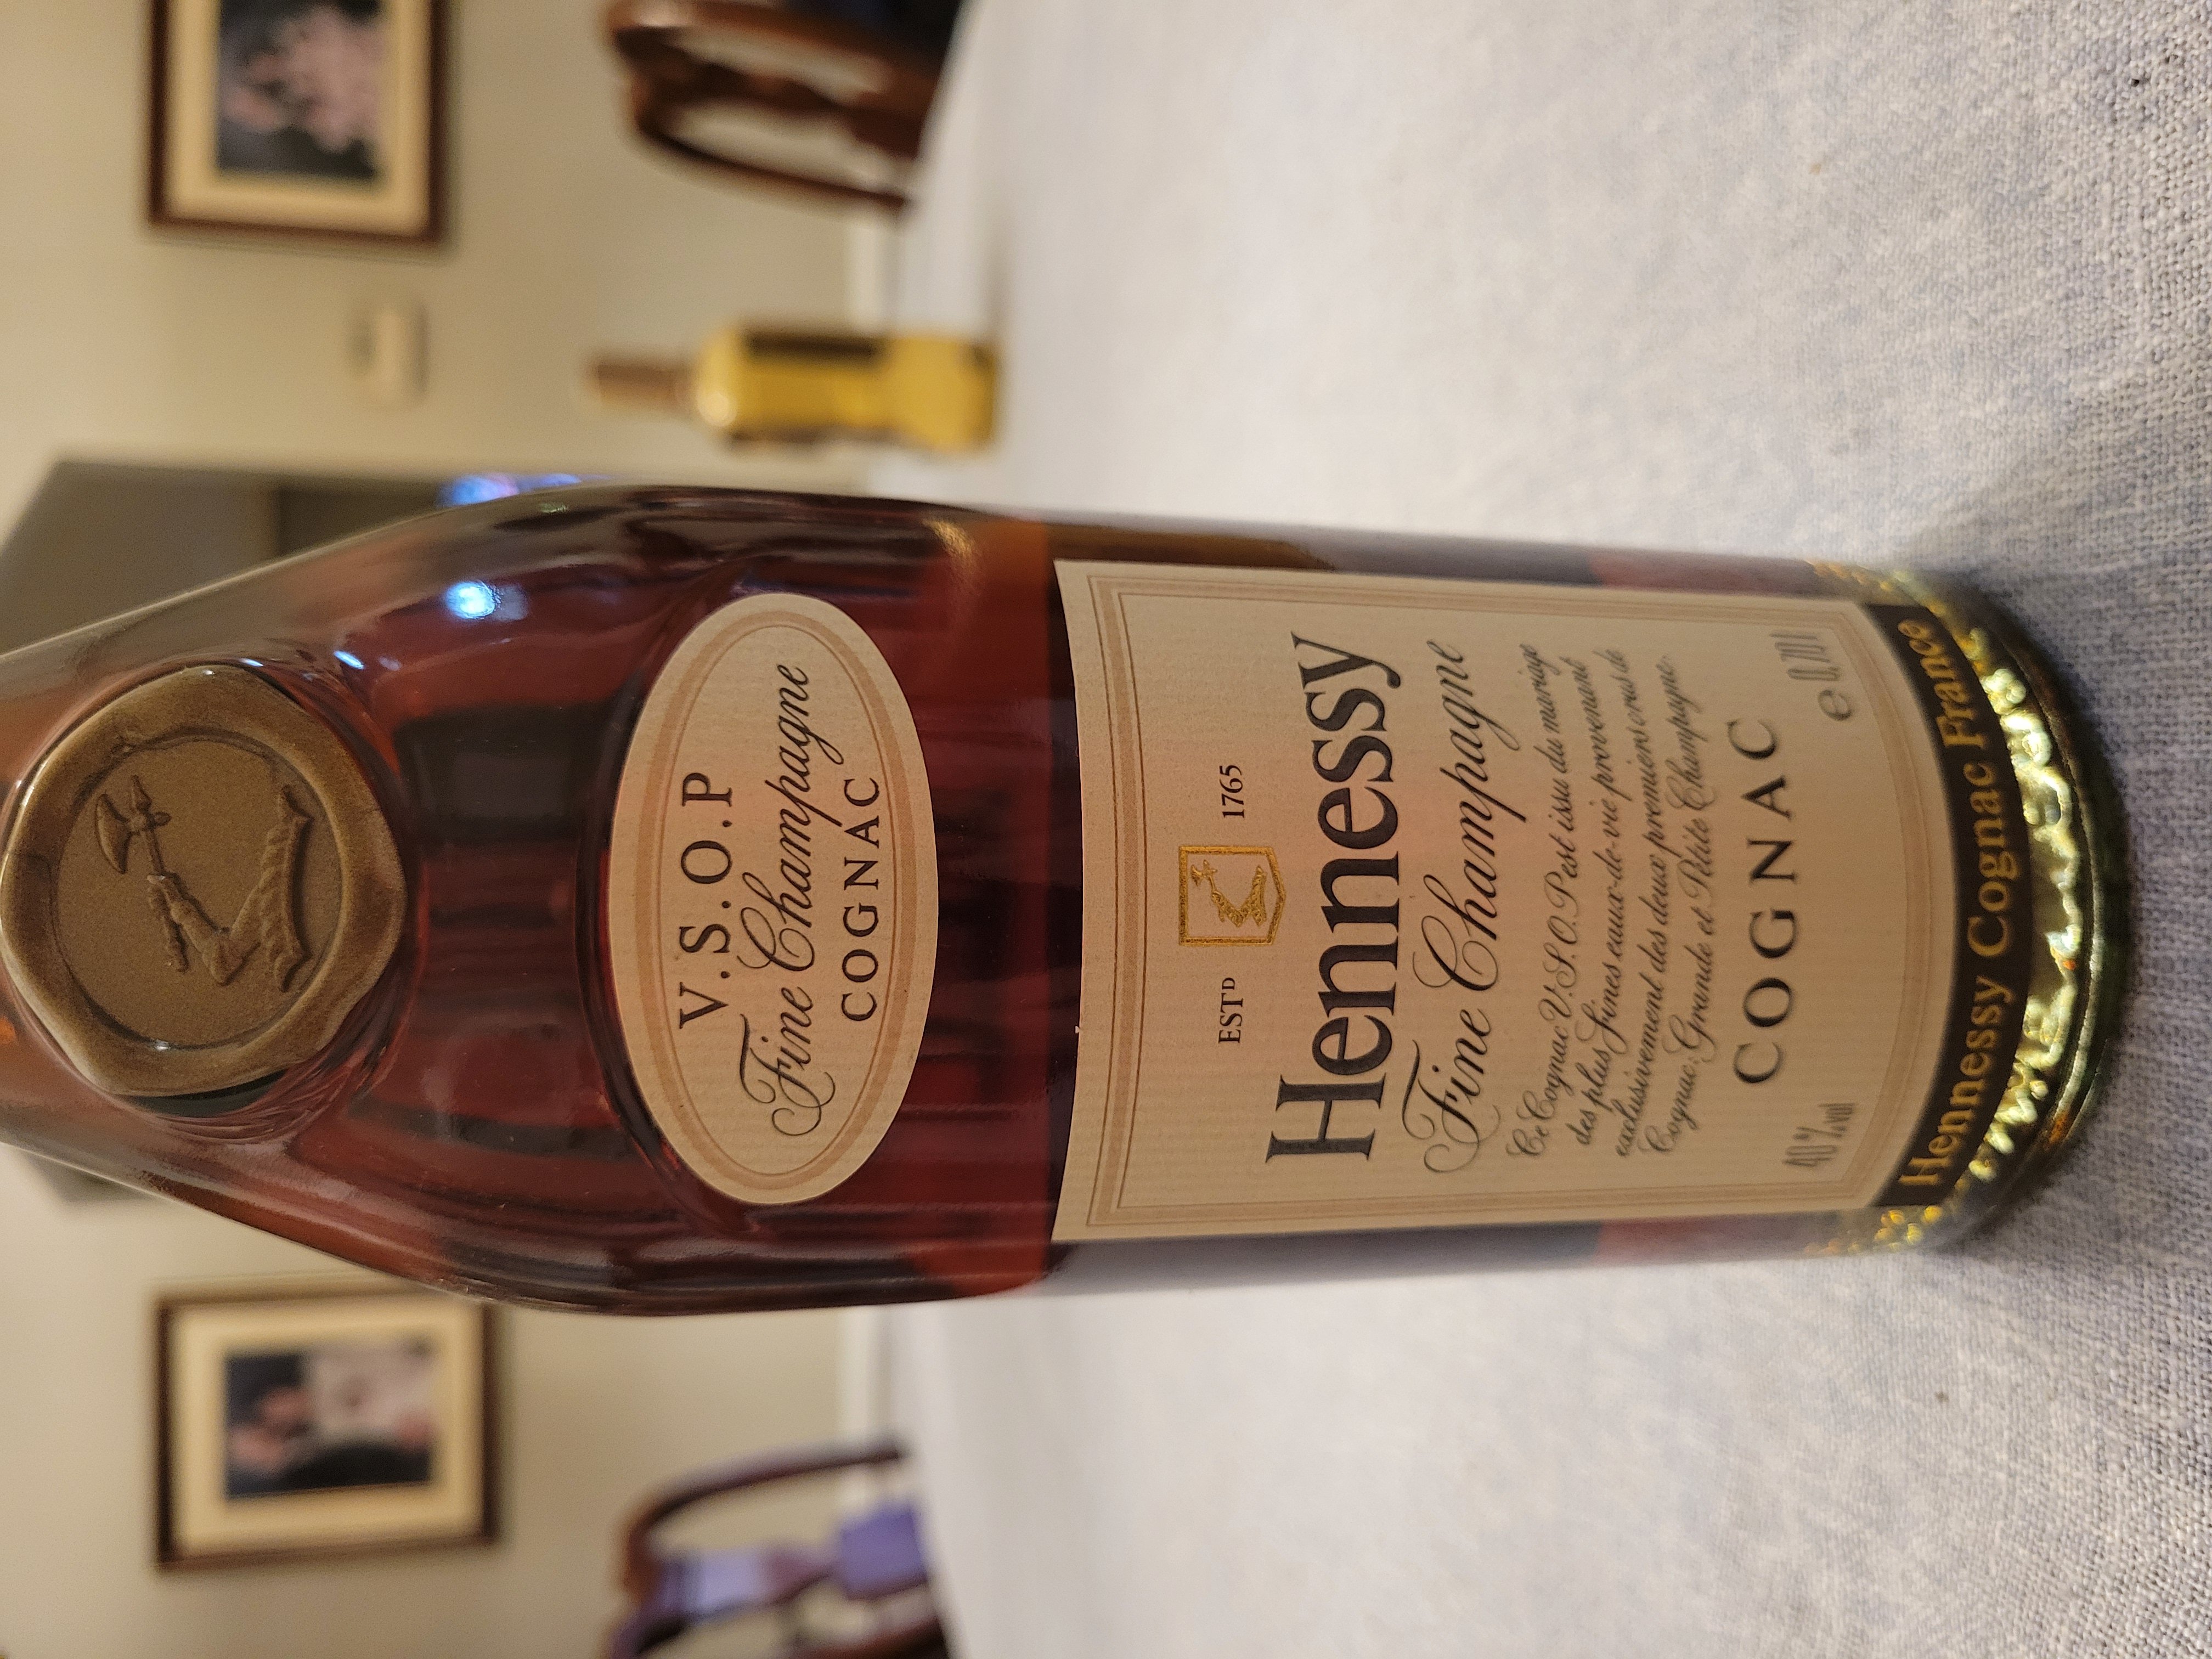 V.S.O.P
Fine Champagne
COGNAC
ESTD 1765
Hennessy
Fine Champagne
Ce Cognac V.S.O.P est issu du mariage
des plus fines eaux-de-vie provenant
exclusivement des deux premiers crus de
Cognac: Grande et Petite Champagne.
COGNAC
40%vol e 0,70l
Hennessy Cognac France